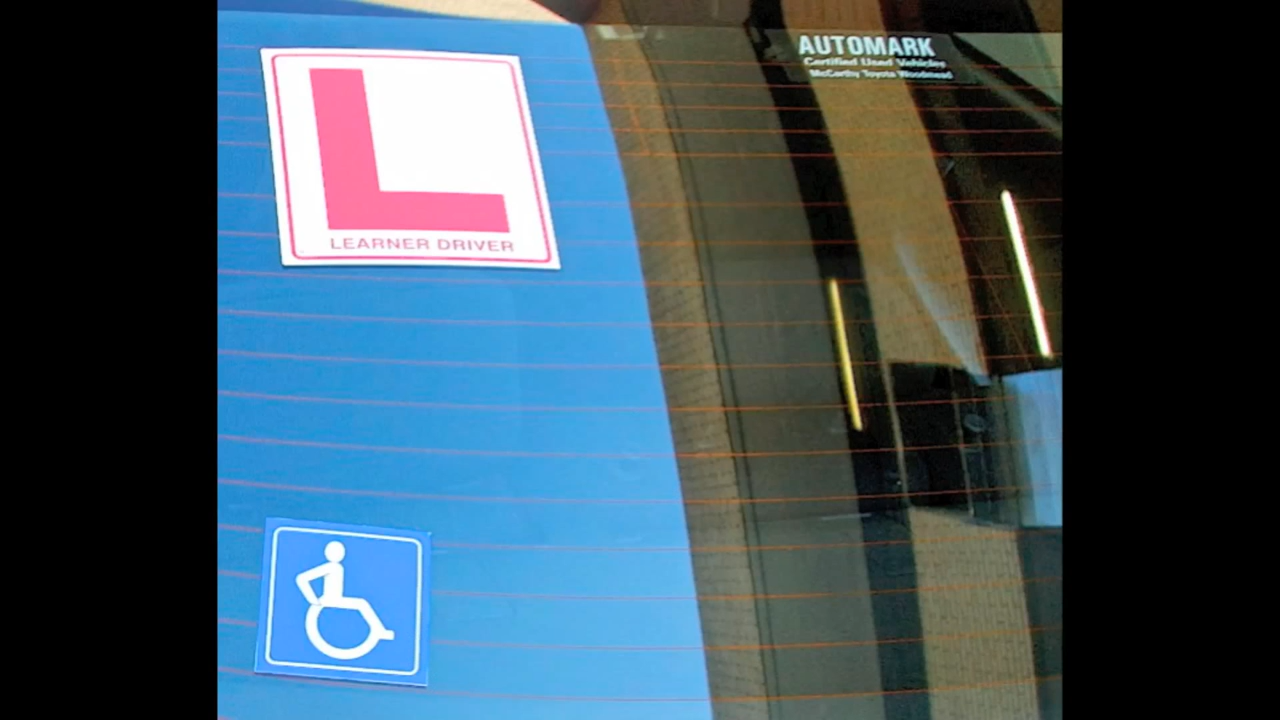 L
LEARNER DRIVER
AUTOMARK
Certified Used Vehicles
McCarthy Toyota Woodmead